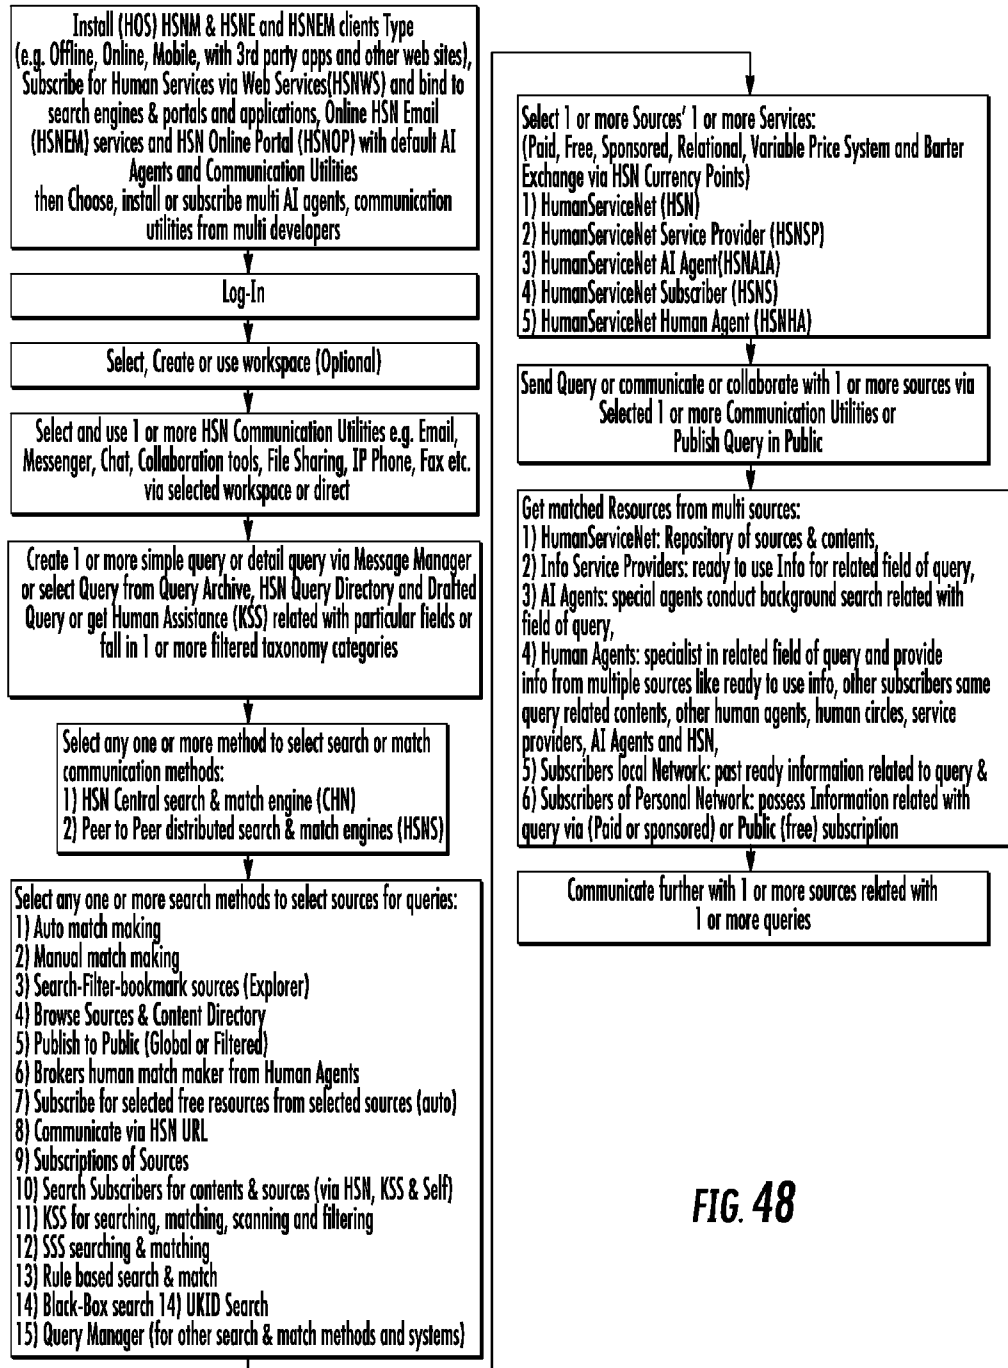 Install (HOS) HSNM & HSNE and HSNEM clients Type
(e.g. Offline, Online, Mobile, with 3rd party apps and other web sites),
Subscribe for Human Services via Web Services(HSNWS) and bind to
search engines & portals and applications, Online HSN Email
(HSNEM) services and HSN Online Portal (HSNOP) with default AI
Agents and Communication Utilities
then Choose, install or subscribe multi AI agents, communication
utilities from multi developers
Log-In
Select, Create or use workspace (Optional)
Select and use 1 or more HSN Communication Utilities e.g. Email,
Messenger, Chat, Collaboration tools, File Sharing, IP Phone, Fax etc.
via selected workspace or direct
Create 1 or more simple query or detail query via Message Manager
or select Query from Query Archive, HSN Query Directory and Drafted
Query or get Human Assistance (KSS) related with particular fields or
fall in 1 or more filtered taxonomy categories
Select any one or more method to select search or match
communication methods:
1) HSN Central search & match engine (CHN)
2) Peer to Peer distributed search & match engines (HSNS)
Select any one or more search methods to select sources for queries:
1) Auto match making
2) Manual match making
3) Search-Filter-bookmark sources (Explorer)
4) Browse Sources & Content Directory
5) Publish to Public (Global or Filtered)
6) Brokers human match maker from Human Agents
7) Subscribe for selected free resources from selected sources (auto)
8) Communicate via HSN URL
9) Subscriptions of Sources
10) Search Subscribers for contents & sources (via HSN, KSS & Self)
11) KSS for searching, matching, scanning and filtering
12) SSS searching & matching
13) Rule based search & match
14) Black-Box search 14) UKID Search
15) Query Manager (for other search & match methods and systems)
Select 1 or more Sources' 1 or more Services:
(Paid, Free, Sponsored, Relational, Variable Price System and Barter
Exchange via HSN Currency Points)
1) HumanServiceNet (HSN)
2) HumanServiceNet Service Provider (HSNSP)
3) HumanServiceNet AI Agent(HSNAIA)
4) HumanServiceNet Subscriber (HSNS)
5) HumanServiceNet Human Agent (HSNHA)
Send Query or communicate or collaborate with 1 or more sources via
Selected 1 or more Communication Utilities or
Publish Query in Public
Get matched Resources from multi sources:
1) HumanServiceNet: Repository of sources & contents,
2) Info Service Providers: ready to use Info for related field of query,
3) AI Agents: special agents conduct background search related with
field of query,
4) Human Agents: specialist in related field of query and provide
info from multiple sources like ready to use info, other subscribers same
query related contents, other human agents, human circles, service
providers, AI Agents and HSN,
5) Subscribers local Network: past ready information related to query &
6) Subscribers of Personal Network: possess Information related with
query via (Paid or sponsored) or Public (free) subscription
Communicate further with 1 or more sources related with
1 or more queries
FIG. 48